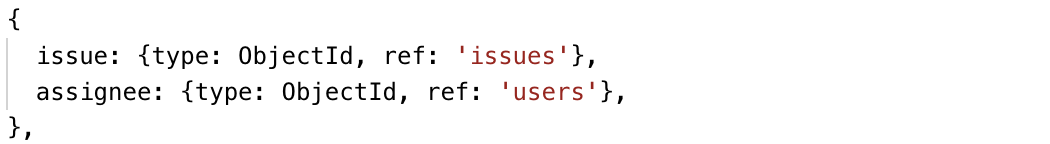 {
  issue: {type: ObjectId, ref: 'issues'},
  assignee: {type: ObjectId, ref: 'users'},
},